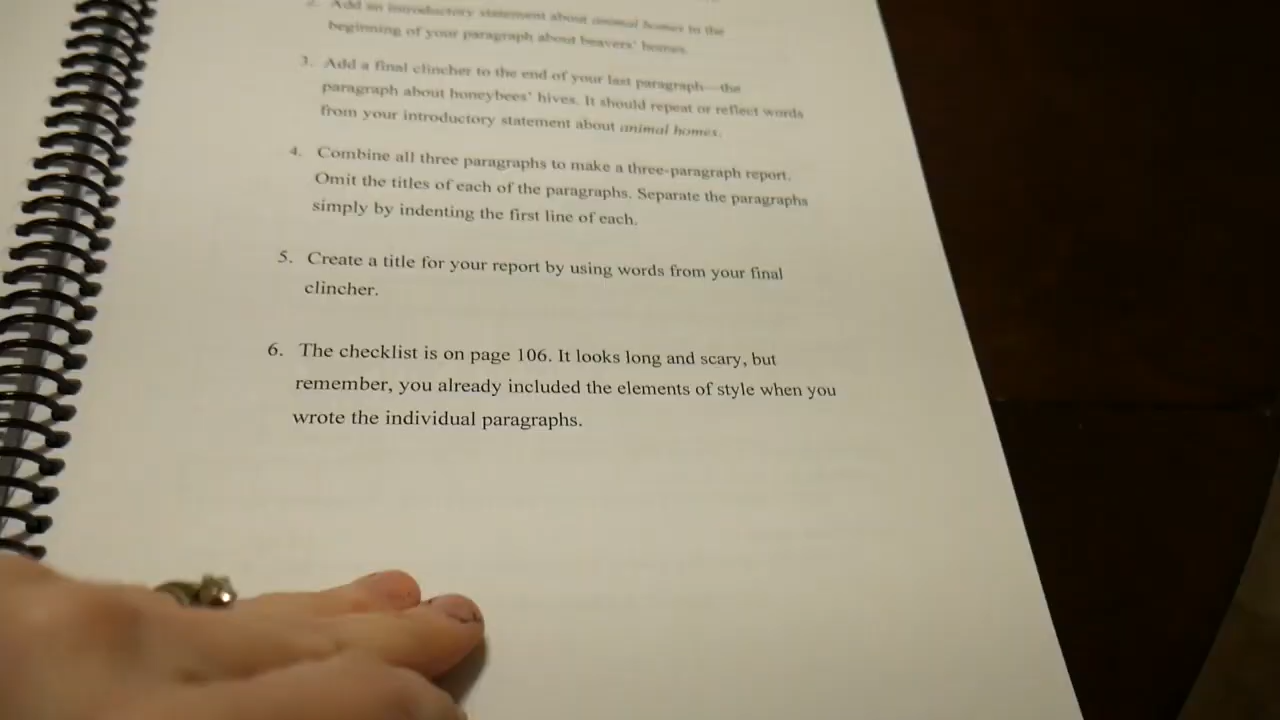 2. Add an introductory statement about animal homes to the
beginning of your paragraph about beavers' homes.
3. Add a final clincher to the end of your last paragraph—the
paragraph about honeybees' hives. It should repeat or reflect words
from your introductory statement about animal homes.
4. Combine all three paragraphs to make a three-paragraph report.
Omit the titles of each of the paragraphs. Separate the paragraphs
simply by indenting the first line of each.
5. Create a title for your report by using words from your final
clincher.
6. The checklist is on page 106. It looks long and scary, but
remember, you already included the elements of style when you
wrote the individual paragraphs.